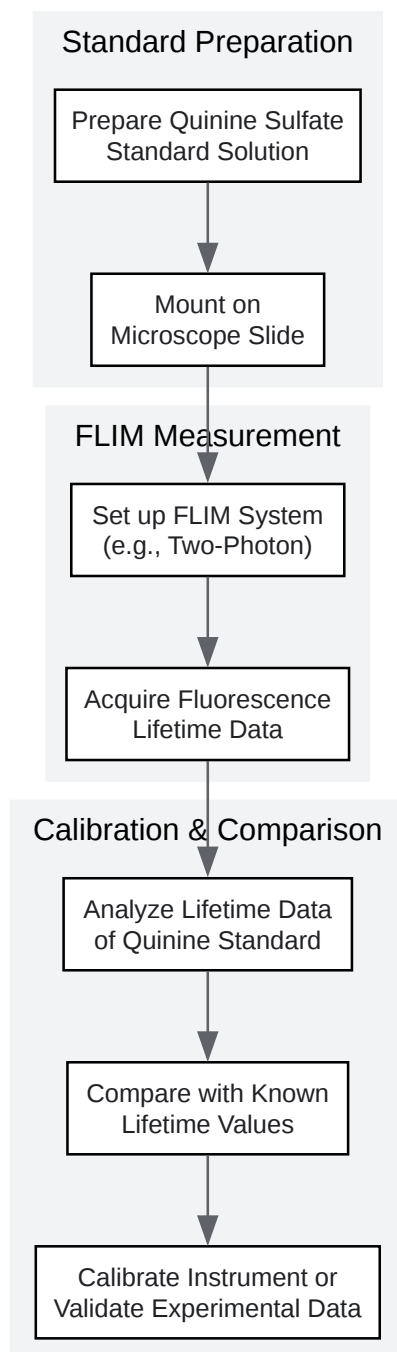 Standard Preparation
Prepare Quinine Sulfate
Standard Solution
Mount on
Microscope Slide
FLIM Measurement
Set up FLIM System
(e.g., Two-Photon)
Acquire Fluorescence
Lifetime Data
Calibration & Comparison
Analyze Lifetime Data
of Quinine Standard
Compare with Known
Lifetime Values
Calibrate Instrument or
Validate Experimental Data